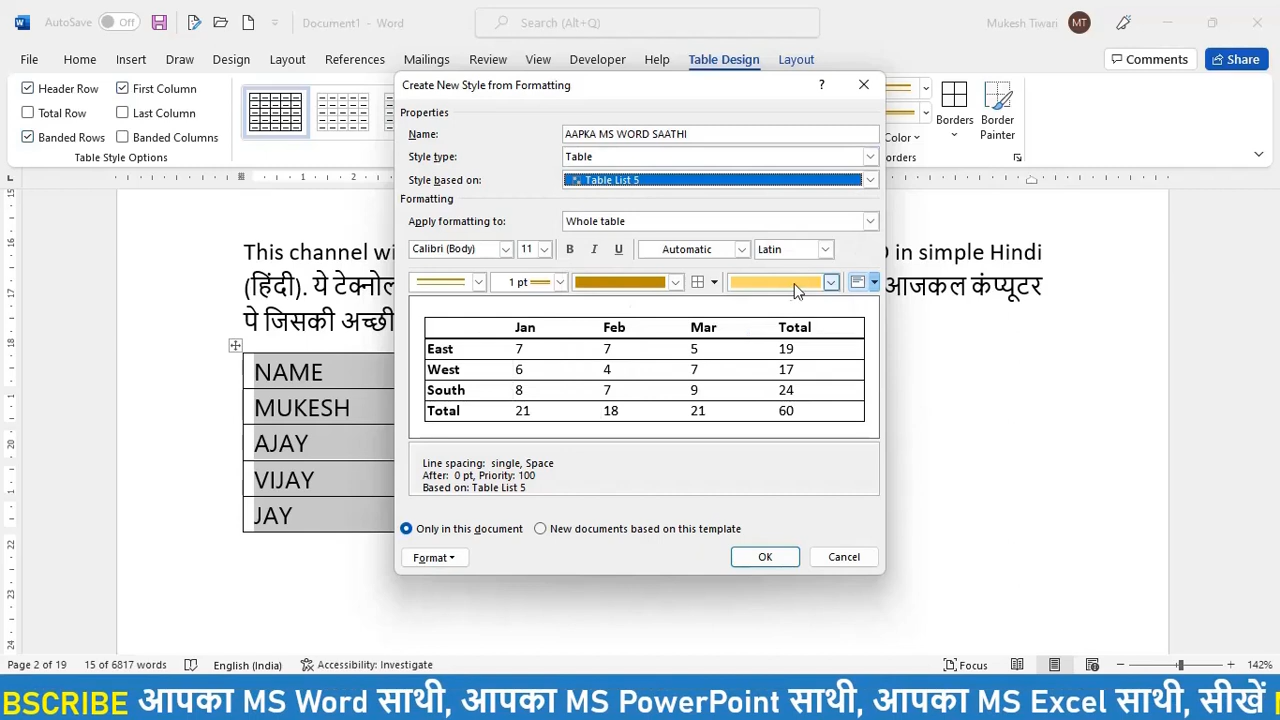 AutoSave Off Document1 - Word Search (Alt+Q) Mukesh Tiwari MT
File Home Insert Draw Design Layout References Mailings Review View Developer Help Table Design Layout Comments Share
Header Row First Column
Total Row Last Column
Banded Rows Banded Columns
Table Style Options
Color
Borders Border Painter
orders
Create New Style from Formatting ?
Properties
Name: AAPKA MS WORD SAATHI
Style type: Table
Style based on: Table List 5
Formatting
Apply formatting to: Whole table
Calibri (Body) 11 B I U Automatic Latin
1 pt
Jan Feb Mar Total
East 7 7 5 19
West 6 4 7 17
South 8 7 9 24
Total 21 18 21 60
Line spacing: single, Space
After: 0 pt, Priority: 100
Based on: Table List 5
Only in this document New documents based on this template
Format OK Cancel
This channel wi D in simple Hindi
(हिंदी). ये टेक्नोल आजकल कंप्यूटर
पे जिसकी अच्छी
NAME
MUKESH
AJAY
VIJAY
JAY
Page 2 of 19 15 of 6817 words English (India) Accessibility: Investigate Focus 142%
BSCRIBE आपका MS Word साथी, आपका MS PowerPoint साथी, आपका MS Excel साथी, सीखें